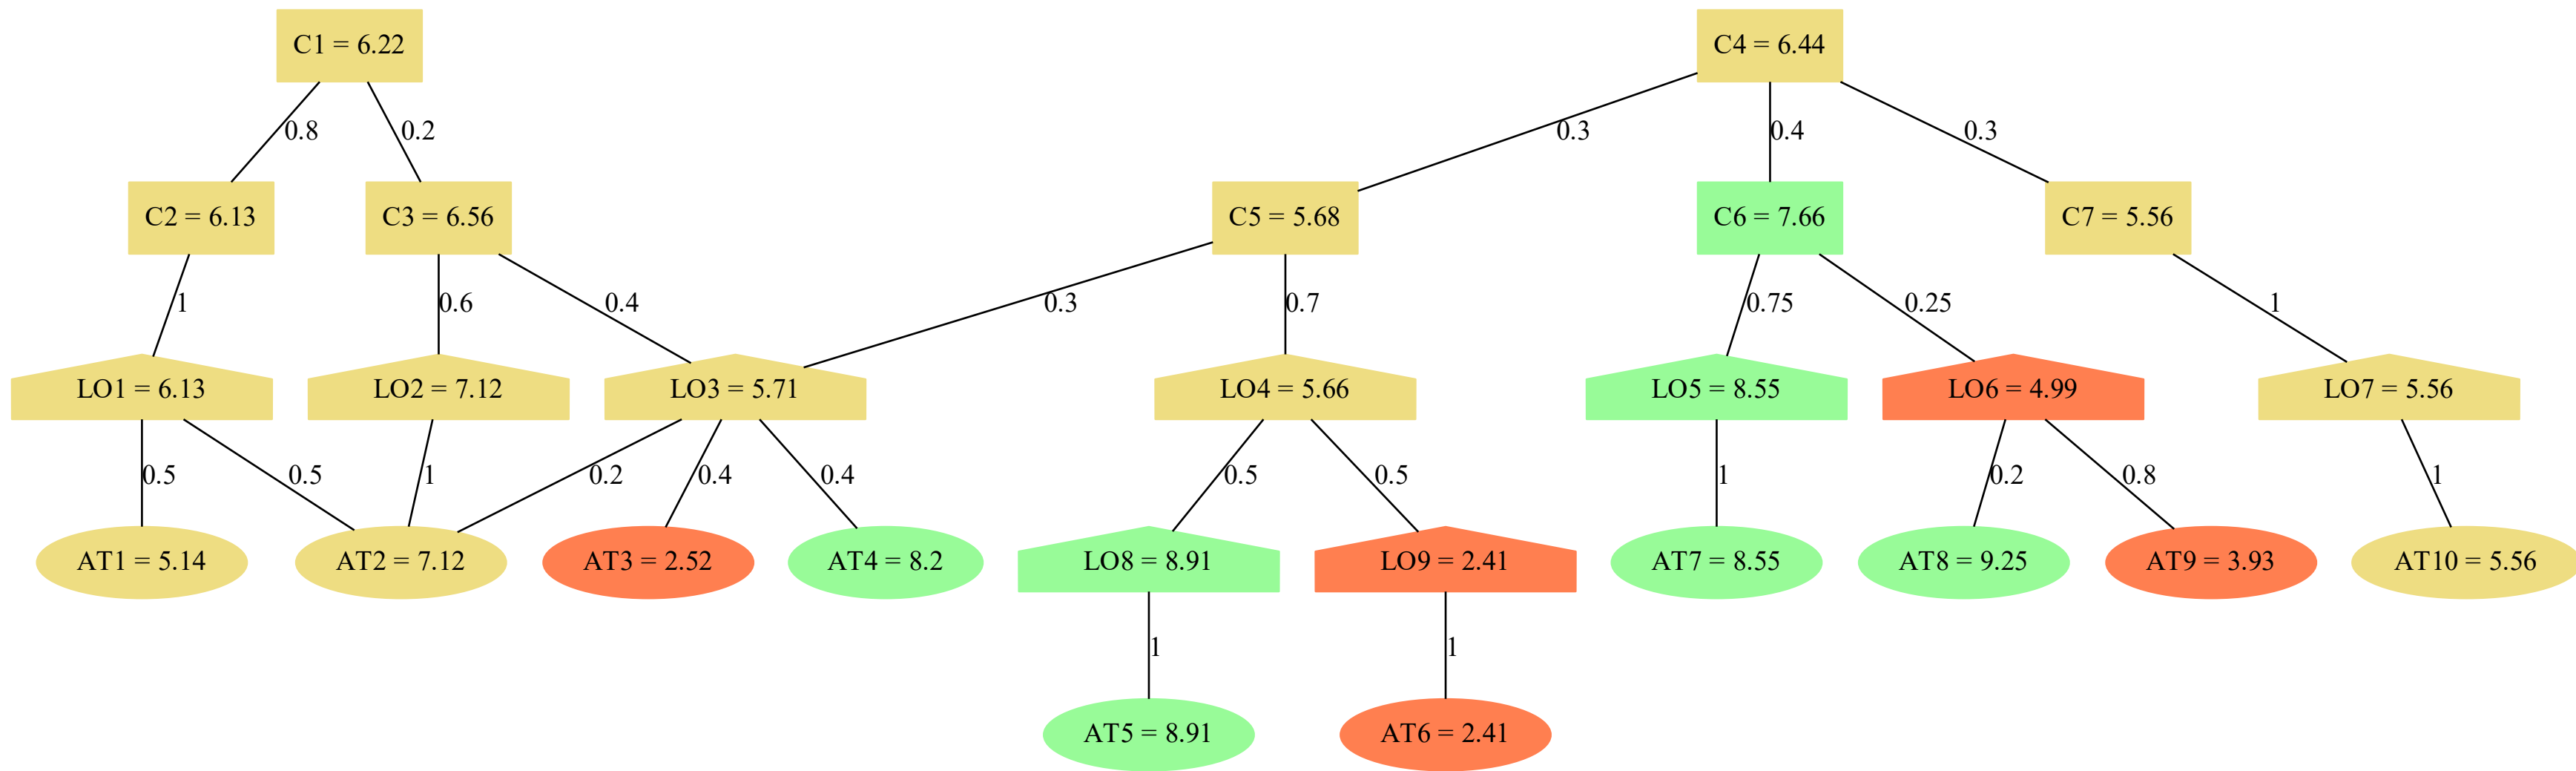 C1 = 6.22
C4 = 6.44
0.8
0.2
0.3
0.4
0.3
C2 = 6.13
C3 = 6.56
C5 = 5.68
C6 = 7.66
C7 = 5.56
1
0.6
0.4
0.3
0.7
0.75
0.25
1
LO1 = 6.13
LO2 = 7.12
LO3 = 5.71
LO4 = 5.66
LO5 = 8.55
LO6 = 4.99
LO7 = 5.56
0.5
0.5
1
0.2
0.4
0.4
0.5
0.5
1
0.2
0.8
1
AT1 = 5.14
AT2 = 7.12
AT3 = 2.52
AT4 = 8.2
LO8 = 8.91
LO9 = 2.41
AT7 = 8.55
AT8 = 9.25
AT9 = 3.93
AT10 = 5.56
1
1
AT5 = 8.91
AT6 = 2.41